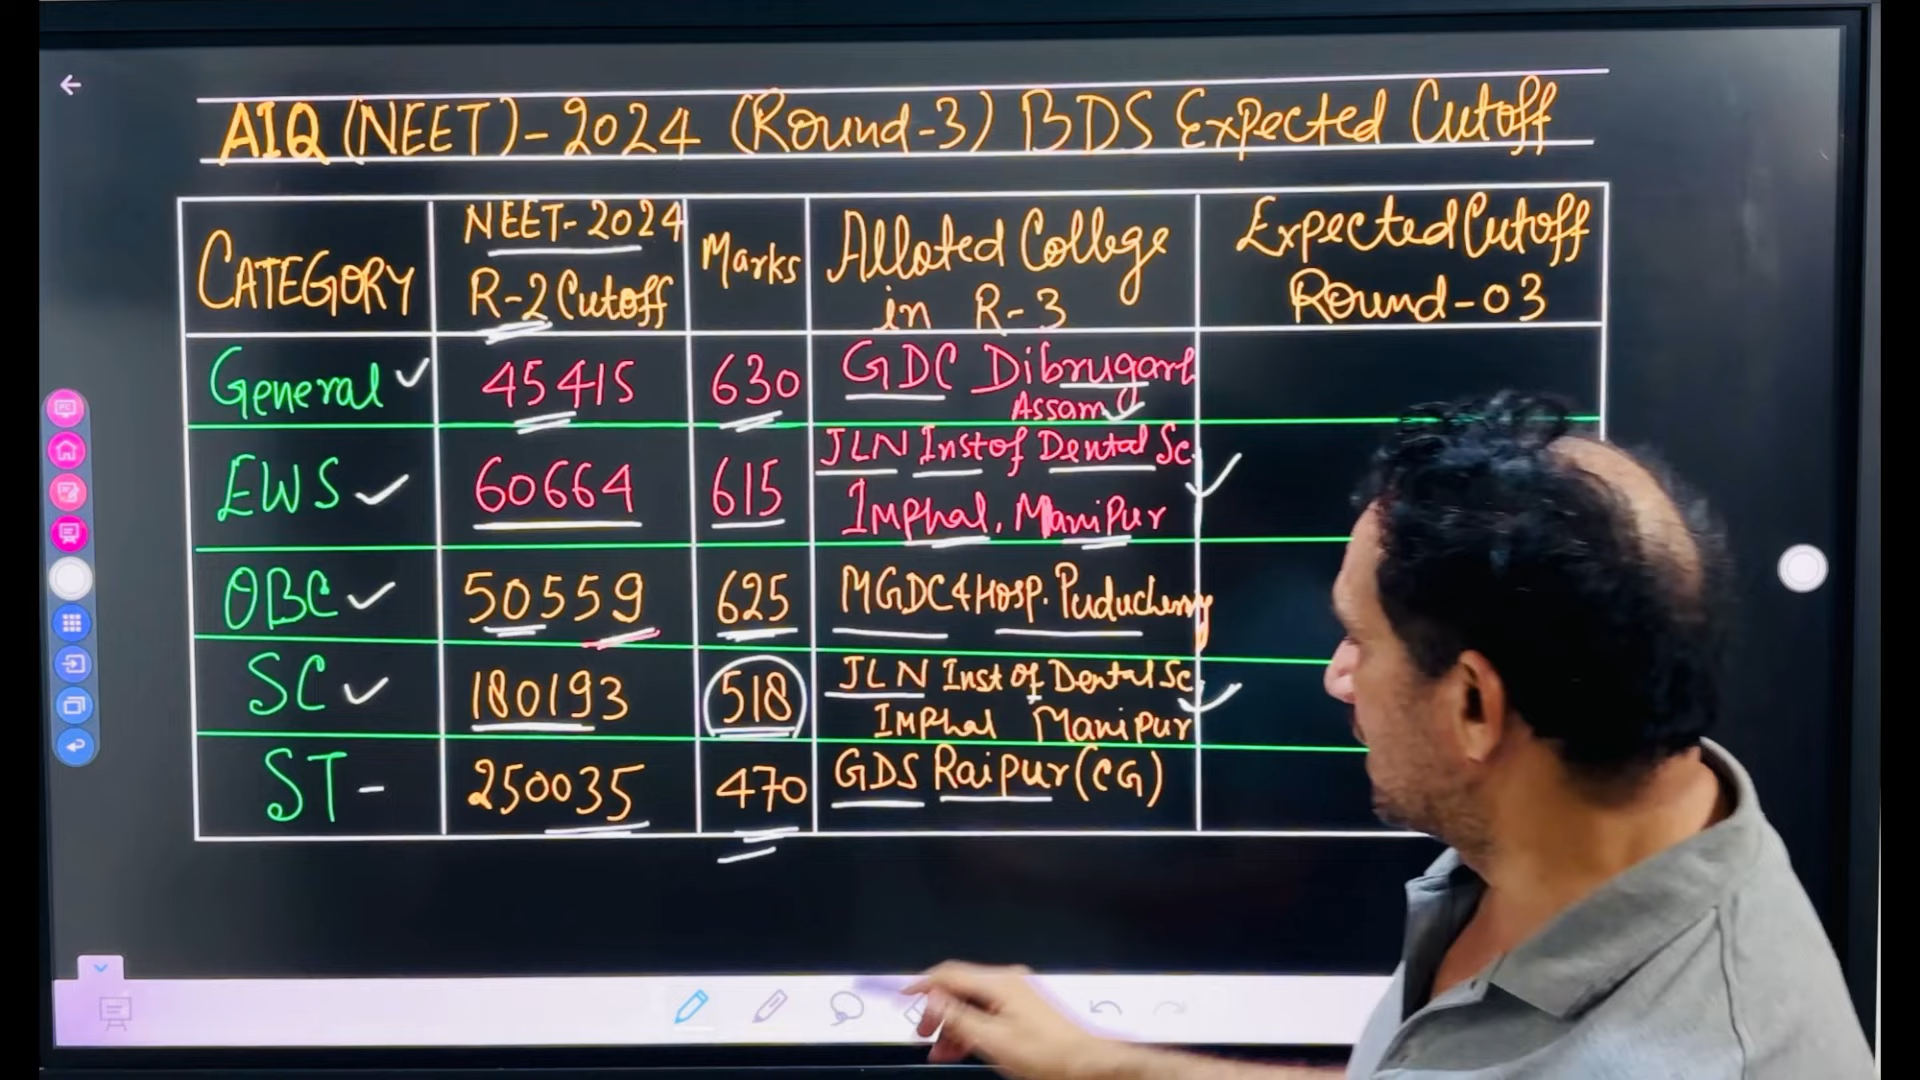 AIQ (NEET)-2024 (Round-3) BDS Expected Cutoff
CATEGORY
NEET-2024
R-2 Cutoff
Marks
Alloted College
in R-3
Expected Cutoff
Round-03
General
45415
630
GDC Dibrugarh
Assam
EWS
60664
615
JLN Inst of Dental Sc.
Imphal, Manipur
OBC
50559
625
MGDC & Hosp. Puducherry
SC
180193
518
JLN Inst of Dental Sc.
Imphal Manipur
ST -
250035
470
GDS Raipur (CG)